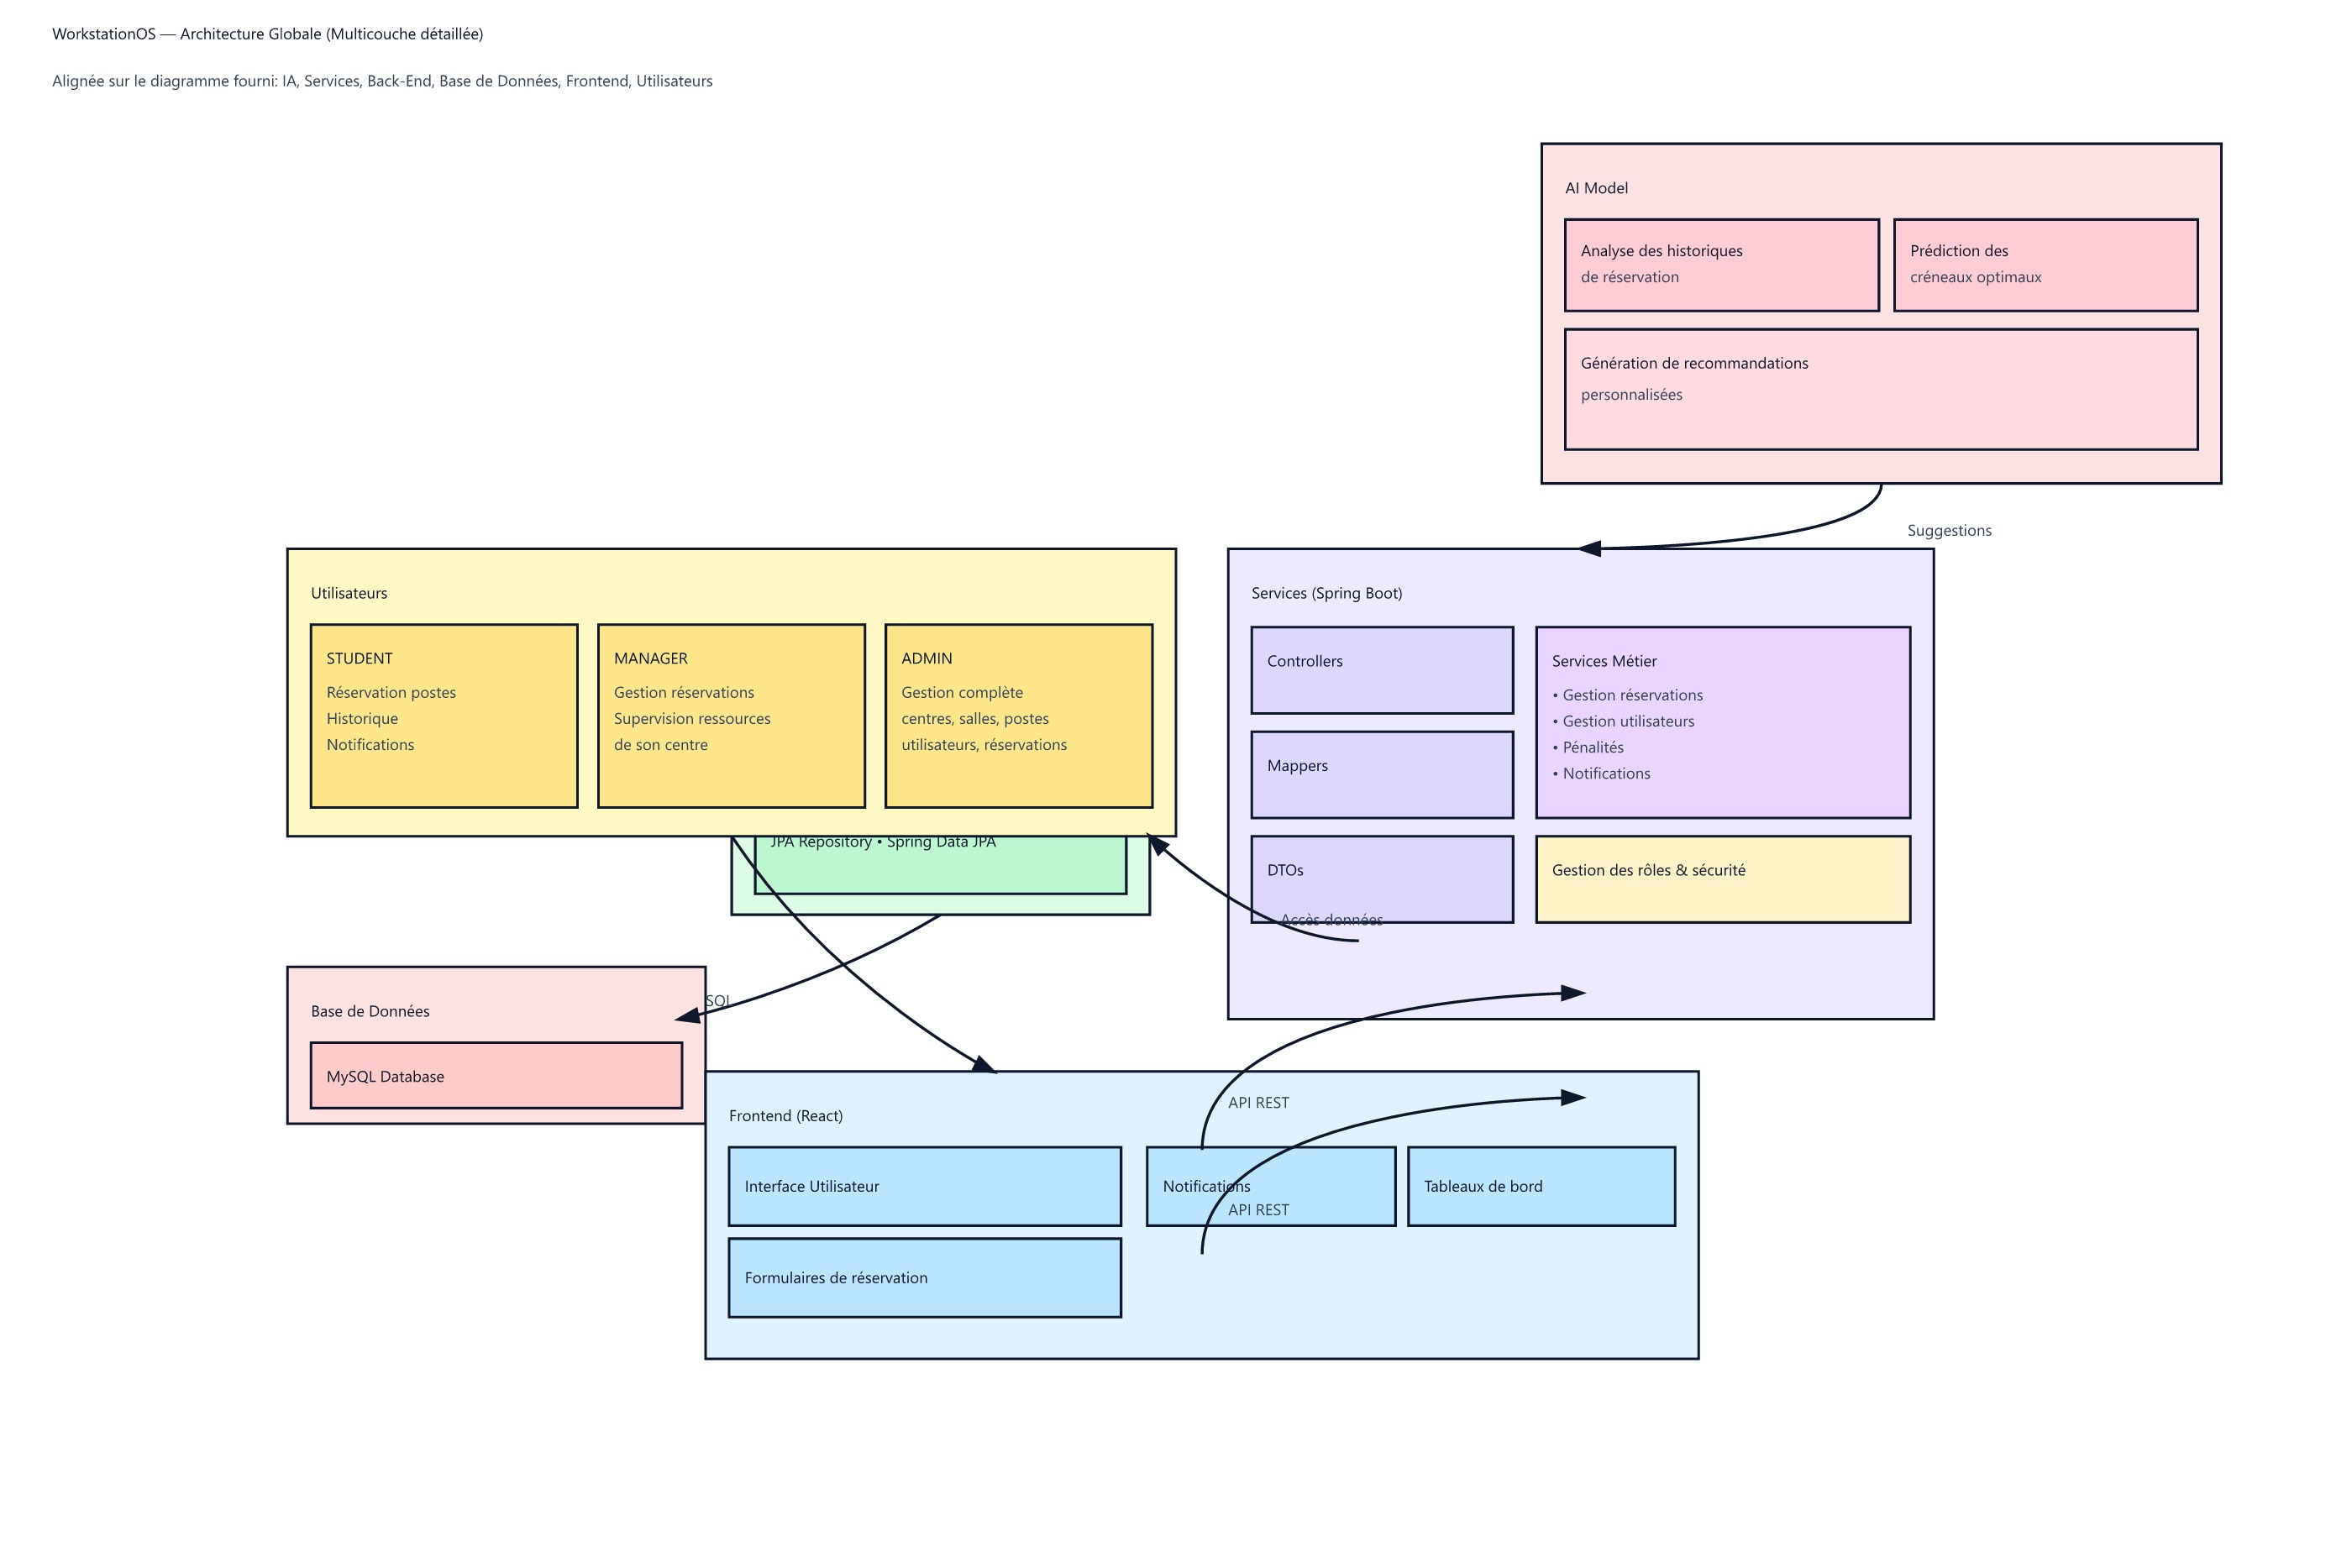 WorkstationOS — Architecture Globale (Multicouche détaillée)
Alignée sur le diagramme fourni: IA, Services, Back-End, Base de Données, Frontend, Utilisateurs
AI Model
Analyse des historiques
de réservation
Prédiction des
créneaux optimaux
Génération de recommandations
personnalisées
Suggestions
Utilisateurs
STUDENT
Réservation postes
Historique
Notifications
MANAGER
Gestion réservations
Supervision ressources
de son centre
ADMIN
Gestion complète
centres, salles, postes
utilisateurs, réservations
JPA Repository • Spring Data JPA
Services (Spring Boot)
Controllers
Mappers
DTOs
Services Métier
• Gestion réservations
• Gestion utilisateurs
• Pénalités
• Notifications
Gestion des rôles & sécurité
Accès données
Base de Données
MySQL Database
SQL
Frontend (React)
Interface Utilisateur
Formulaires de réservation
API REST
Notifications
API REST
Tableaux de bord